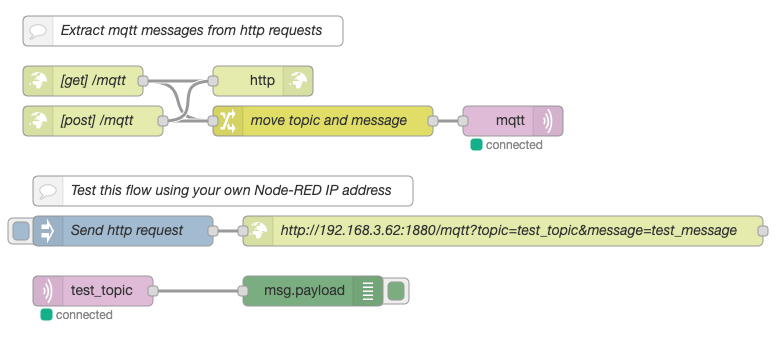 Extract mqtt messages from http requests
[get] /mqtt
http
[post] /mqtt
move topic and message
mqtt
connected
Test this flow using your own Node-RED IP address
Send http request
http://192.168.3.62:1880/mqtt?topic=test_topic&message=test_message
test_topic
msg.payload
connected